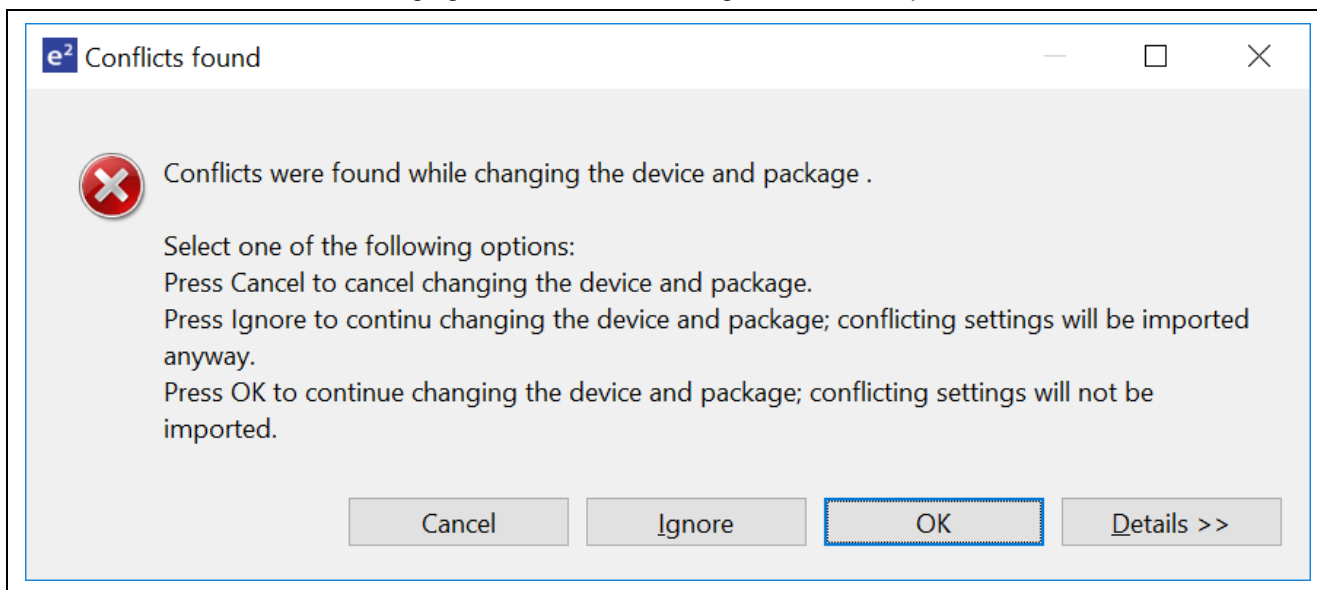 e² Conflicts found
Conflicts were found while changing the device and package .
Select one of the following options:
Press Cancel to cancel changing the device and package.
Press Ignore to continu changing the device and package; conflicting settings will be imported
anyway.
Press OK to continue changing the device and package; conflicting settings will not be
imported.
Cancel Ignore OK Details >>